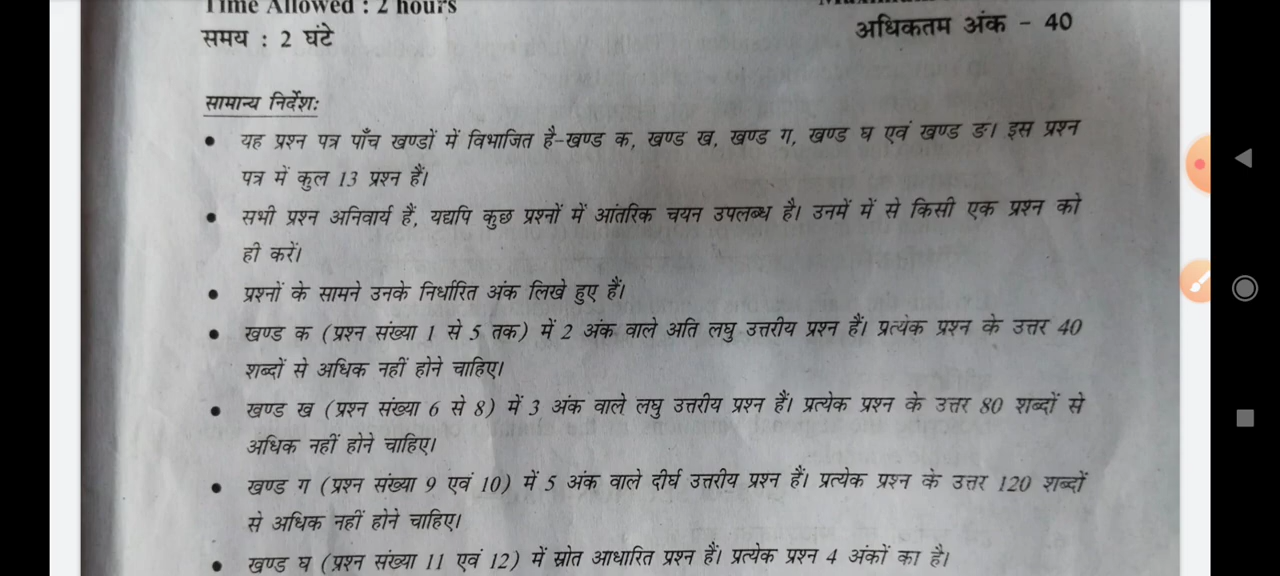 Time Allowed : 2 hours
समय : 2 घंटे
अधिकतम अंक - 40
सामान्य निर्देशः
• यह प्रश्न पत्र पाँच खण्डों में विभाजित है-खण्ड क, खण्ड ख, खण्ड ग, खण्ड घ एवं खण्ड ङ। इस प्रश्न
पत्र में कुल 13 प्रश्न हैं।
• सभी प्रश्न अनिवार्य हैं, यद्यपि कुछ प्रश्नों में आंतरिक चयन उपलब्ध है। उनमें में से किसी एक प्रश्न को
ही करें।
• प्रश्नों के सामने उनके निर्धारित अंक लिखे हुए हैं।
• खण्ड क (प्रश्न संख्या 1 से 5 तक) में 2 अंक वाले अति लघु उत्तरीय प्रश्न हैं। प्रत्येक प्रश्न के उत्तर 40
शब्दों से अधिक नहीं होने चाहिए।
• खण्ड ख (प्रश्न संख्या 6 से 8) में 3 अंक वाले लघु उत्तरीय प्रश्न हैं। प्रत्येक प्रश्न के उत्तर 80 शब्दों से
अधिक नहीं होने चाहिए।
• खण्ड ग (प्रश्न संख्या 9 एवं 10) में 5 अंक वाले दीर्घ उत्तरीय प्रश्न हैं। प्रत्येक प्रश्न के उत्तर 120 शब्दों
से अधिक नहीं होने चाहिए।
• खण्ड घ (प्रश्न संख्या 11 एवं 12) में स्रोत आधारित प्रश्न हैं। प्रत्येक प्रश्न 4 अंकों का है।